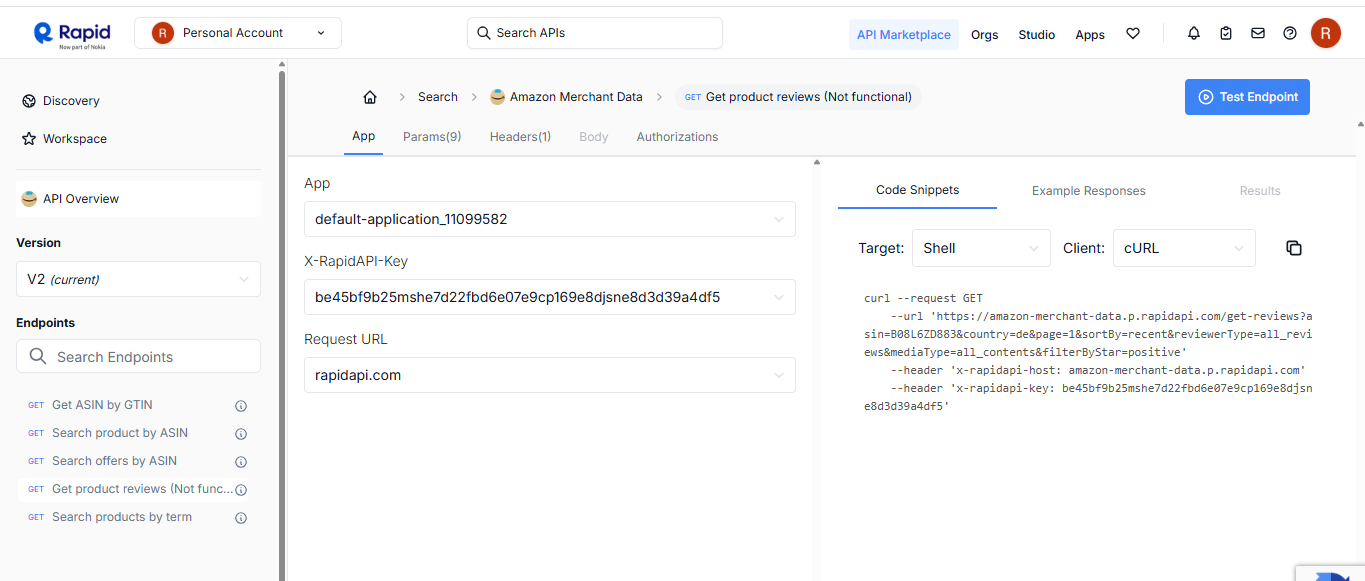 Rapid
Now part of Nokia
R Personal Account
Search APIs
API Marketplace
Orgs
Studio
Apps
R
Discovery
Workspace
API Overview
Version
V2 (current)
Endpoints
Search Endpoints
GET Get ASIN by GTIN
GET Search product by ASIN
GET Search offers by ASIN
GET Get product reviews (Not func...
GET Search products by term
Search
Amazon Merchant Data
GET Get product reviews (Not functional)
Test Endpoint
App
Params(9)
Headers(1)
Body
Authorizations
App
default-application_11099582
X-RapidAPI-Key
be45bf9b25mshe7d22fbd6e07e9cp169e8djsne8d3d39a4df5
Request URL
rapidapi.com
Code Snippets
Example Responses
Results
Target: Shell
Client: cURL
curl --request GET
--url 'https://amazon-merchant-data.p.rapidapi.com/get-reviews?a
sin=B08L6ZD883&country=de&page=1&sortBy=recent&reviewerType=all_revi
ews&mediaType=all_contents&filterByStar=positive'
--header 'x-rapidapi-host: amazon-merchant-data.p.rapidapi.com'
--header 'x-rapidapi-key: be45bf9b25mshe7d22fbd6e07e9cp169e8djsn
e8d3d39a4df5'